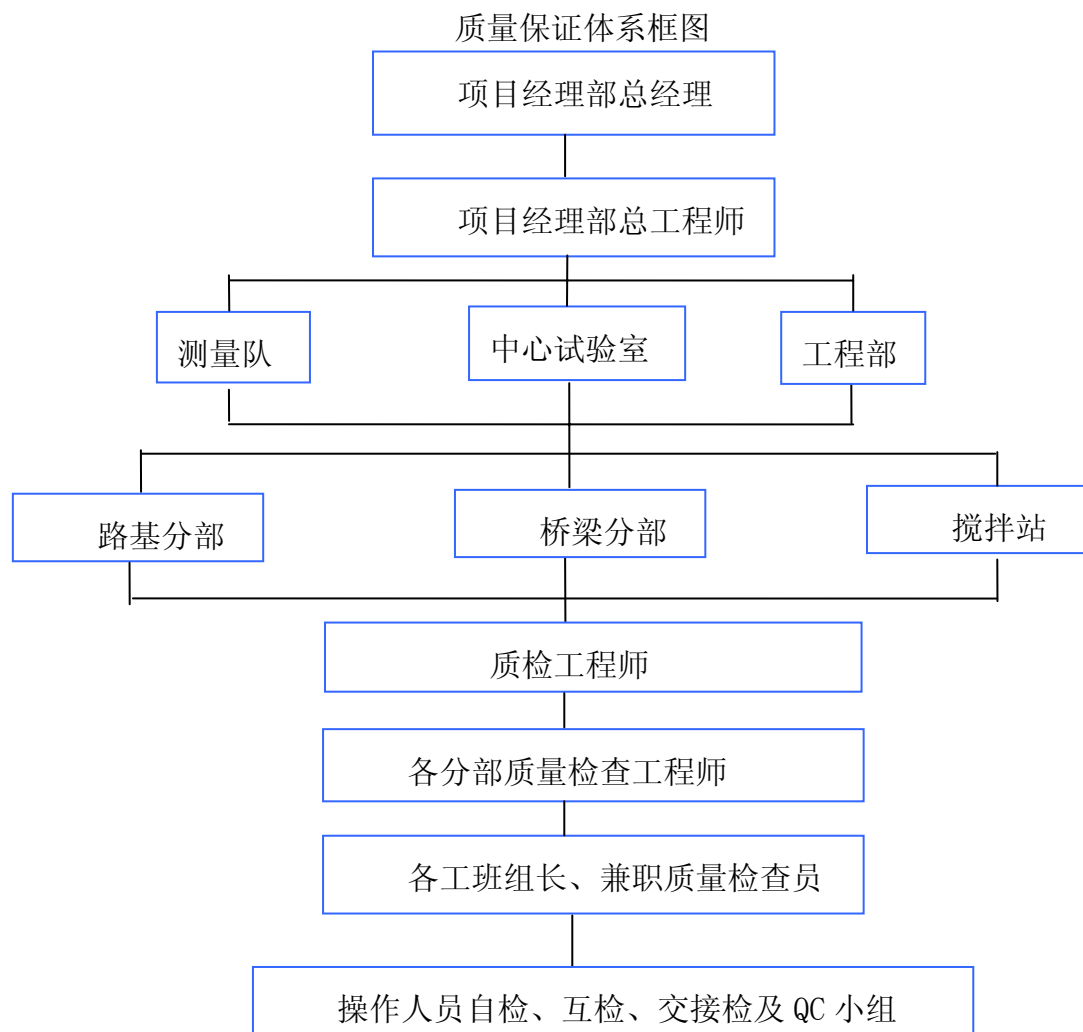 质量保证体系框图
项目经理部总经理
项目经理部总工程师
测量队
中心试验室
工程部
路基分部
桥梁分部
搅拌站
质检工程师
各分部质量检查工程师
各工班组长、兼职质量检查员
操作人员自检、互检、交接检及 QC 小组